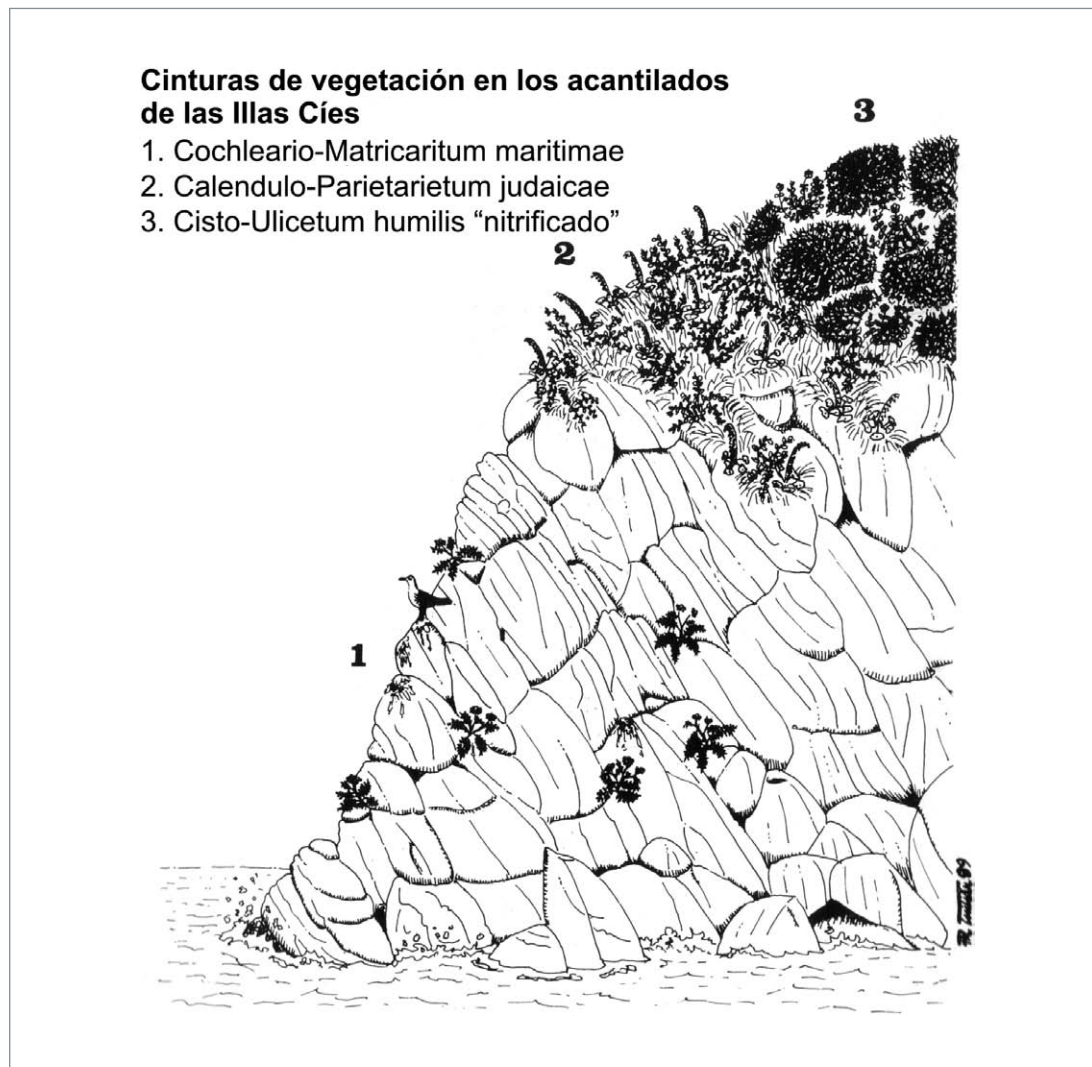 Cinturas de vegetación en los acantilados
de las Illas Cíes
1. Cochleario-Matricaritum maritimae
2. Calendulo-Parietarietum judaicae
3. Cisto-Ulicetum humilis “nitrificado”
3
2
1